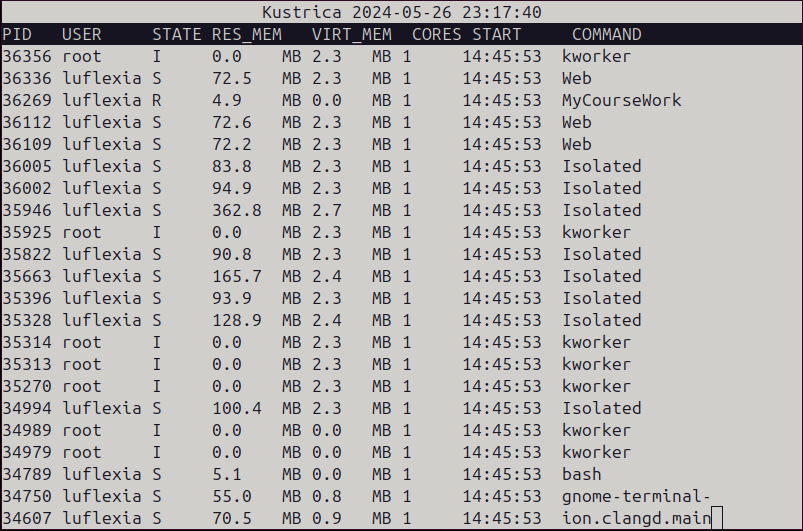 Kustrica 2024-05-26 23:17:40
PID USER STATE RES_MEM VIRT_MEM CORES START COMMAND
36356 root I 0.0 MB 2.3 MB 1 14:45:53 kworker
36336 luflexia S 72.5 MB 2.3 MB 1 14:45:53 Web
36269 luflexia R 4.9 MB 0.0 MB 1 14:45:53 MyCourseWork
36112 luflexia S 72.6 MB 2.3 MB 1 14:45:53 Web
36109 luflexia S 72.2 MB 2.3 MB 1 14:45:53 Web
36005 luflexia S 83.8 MB 2.3 MB 1 14:45:53 Isolated
36002 luflexia S 94.9 MB 2.3 MB 1 14:45:53 Isolated
35946 luflexia S 362.8 MB 2.7 MB 1 14:45:53 Isolated
35925 root I 0.0 MB 2.3 MB 1 14:45:53 kworker
35822 luflexia S 90.8 MB 2.3 MB 1 14:45:53 Isolated
35663 luflexia S 165.7 MB 2.4 MB 1 14:45:53 Isolated
35396 luflexia S 93.9 MB 2.3 MB 1 14:45:53 Isolated
35328 luflexia S 128.9 MB 2.4 MB 1 14:45:53 Isolated
35314 root I 0.0 MB 2.3 MB 1 14:45:53 kworker
35313 root I 0.0 MB 2.3 MB 1 14:45:53 kworker
35270 root I 0.0 MB 2.3 MB 1 14:45:53 kworker
34994 luflexia S 100.4 MB 2.3 MB 1 14:45:53 Isolated
34989 root I 0.0 MB 0.0 MB 1 14:45:53 kworker
34979 root I 0.0 MB 0.0 MB 1 14:45:53 kworker
34789 luflexia S 5.1 MB 0.0 MB 1 14:45:53 bash
34750 luflexia S 55.0 MB 0.8 MB 1 14:45:53 gnome-terminal-
34607 luflexia S 70.5 MB 0.9 MB 1 14:45:53 ion.clangd.main